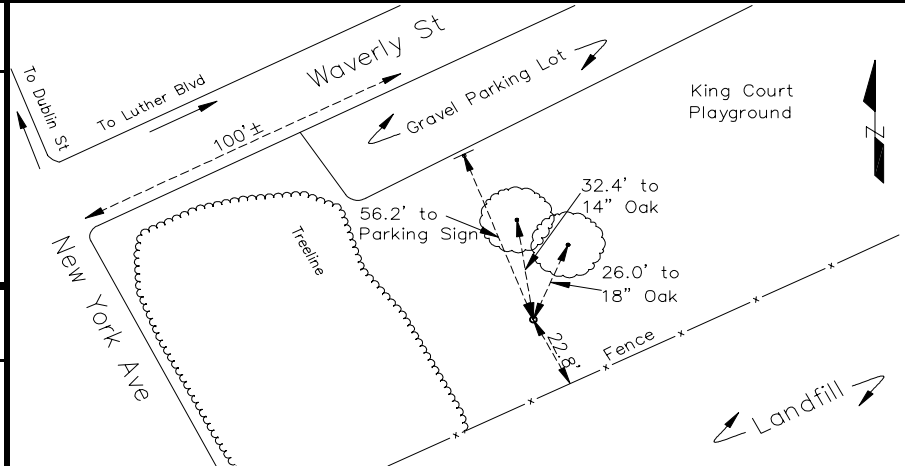 Waverly St
To Luther Blvd
To Dublin St
100'±
Gravel Parking Lot
King Court
Playground
N
56.2' to
Parking Sign
32.4' to
14" Oak
26.0' to
18" Oak
Treeline
New York Ave
22.8'
Fence
Landfill